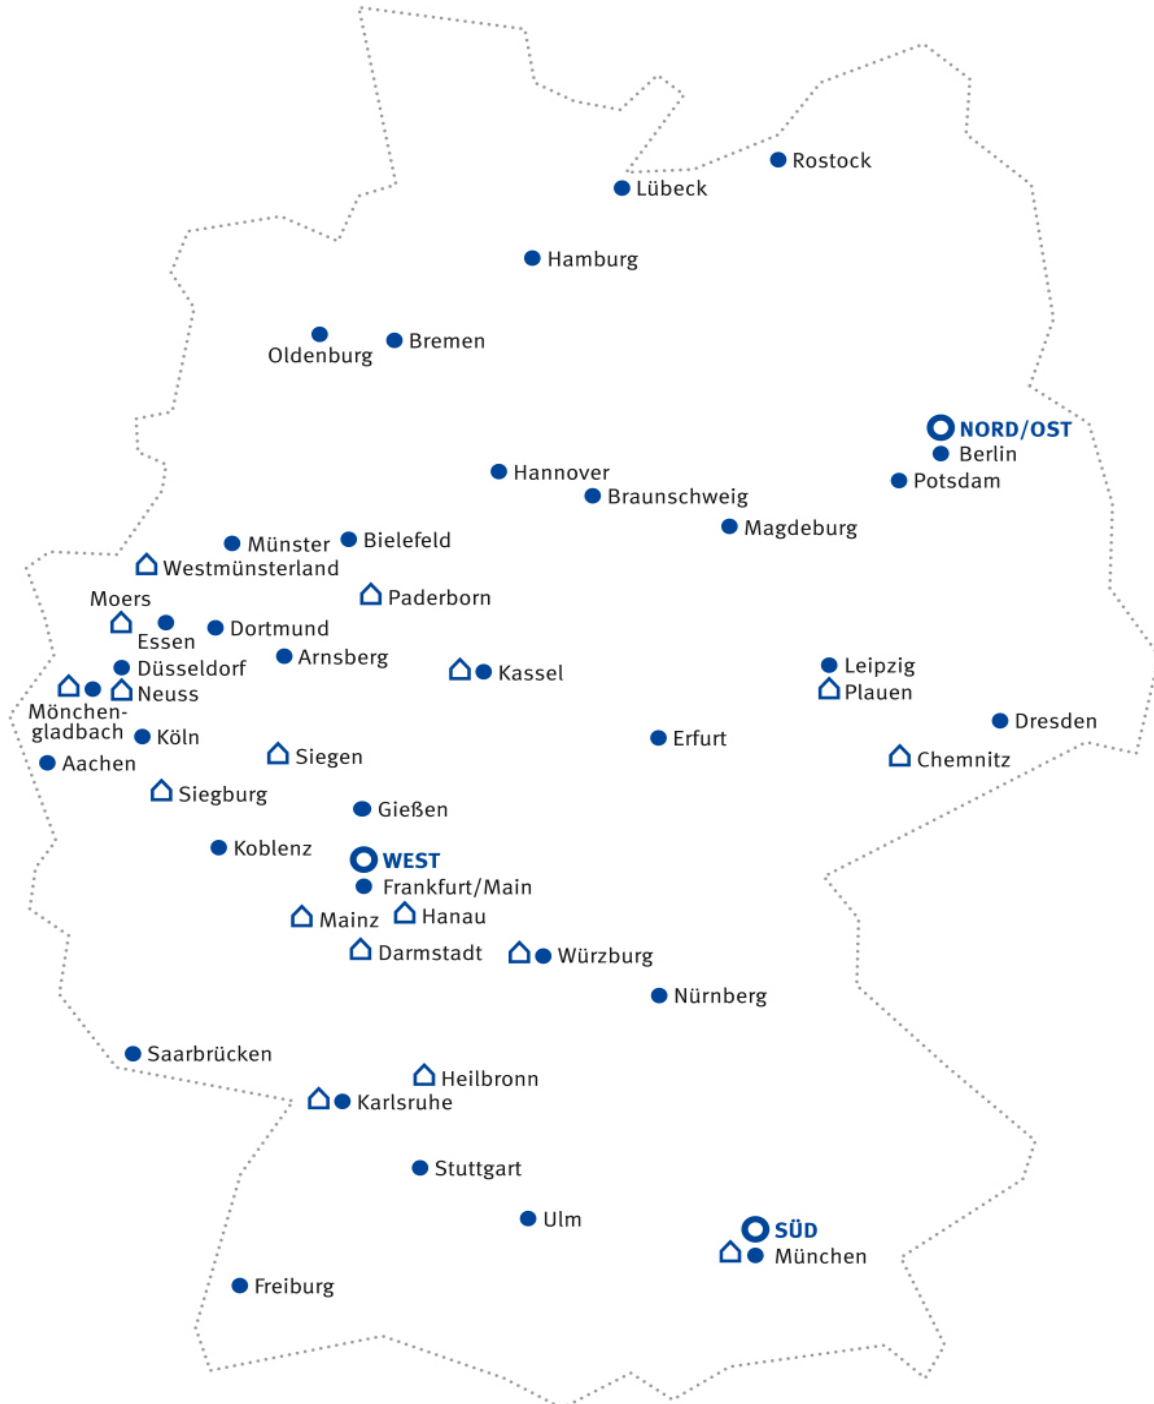 Rostock
Lübeck
Hamburg
Oldenburg
Bremen
NORD/OST
Berlin
Potsdam
Hannover
Braunschweig
Magdeburg
Münster
Bielefeld
Westmünsterland
Paderborn
Moers
Essen
Dortmund
Arnsberg
Düsseldorf
Kassel
Leipzig
Neuss
Plauen
Mönchen-
gladbach
Köln
Dresden
Erfurt
Aachen
Siegen
Chemnitz
Siegburg
Gießen
Koblenz
WEST
Frankfurt/Main
Mainz
Hanau
Darmstadt
Würzburg
Nürnberg
Saarbrücken
Heilbronn
Karlsruhe
Stuttgart
Ulm
SÜD
München
Freiburg